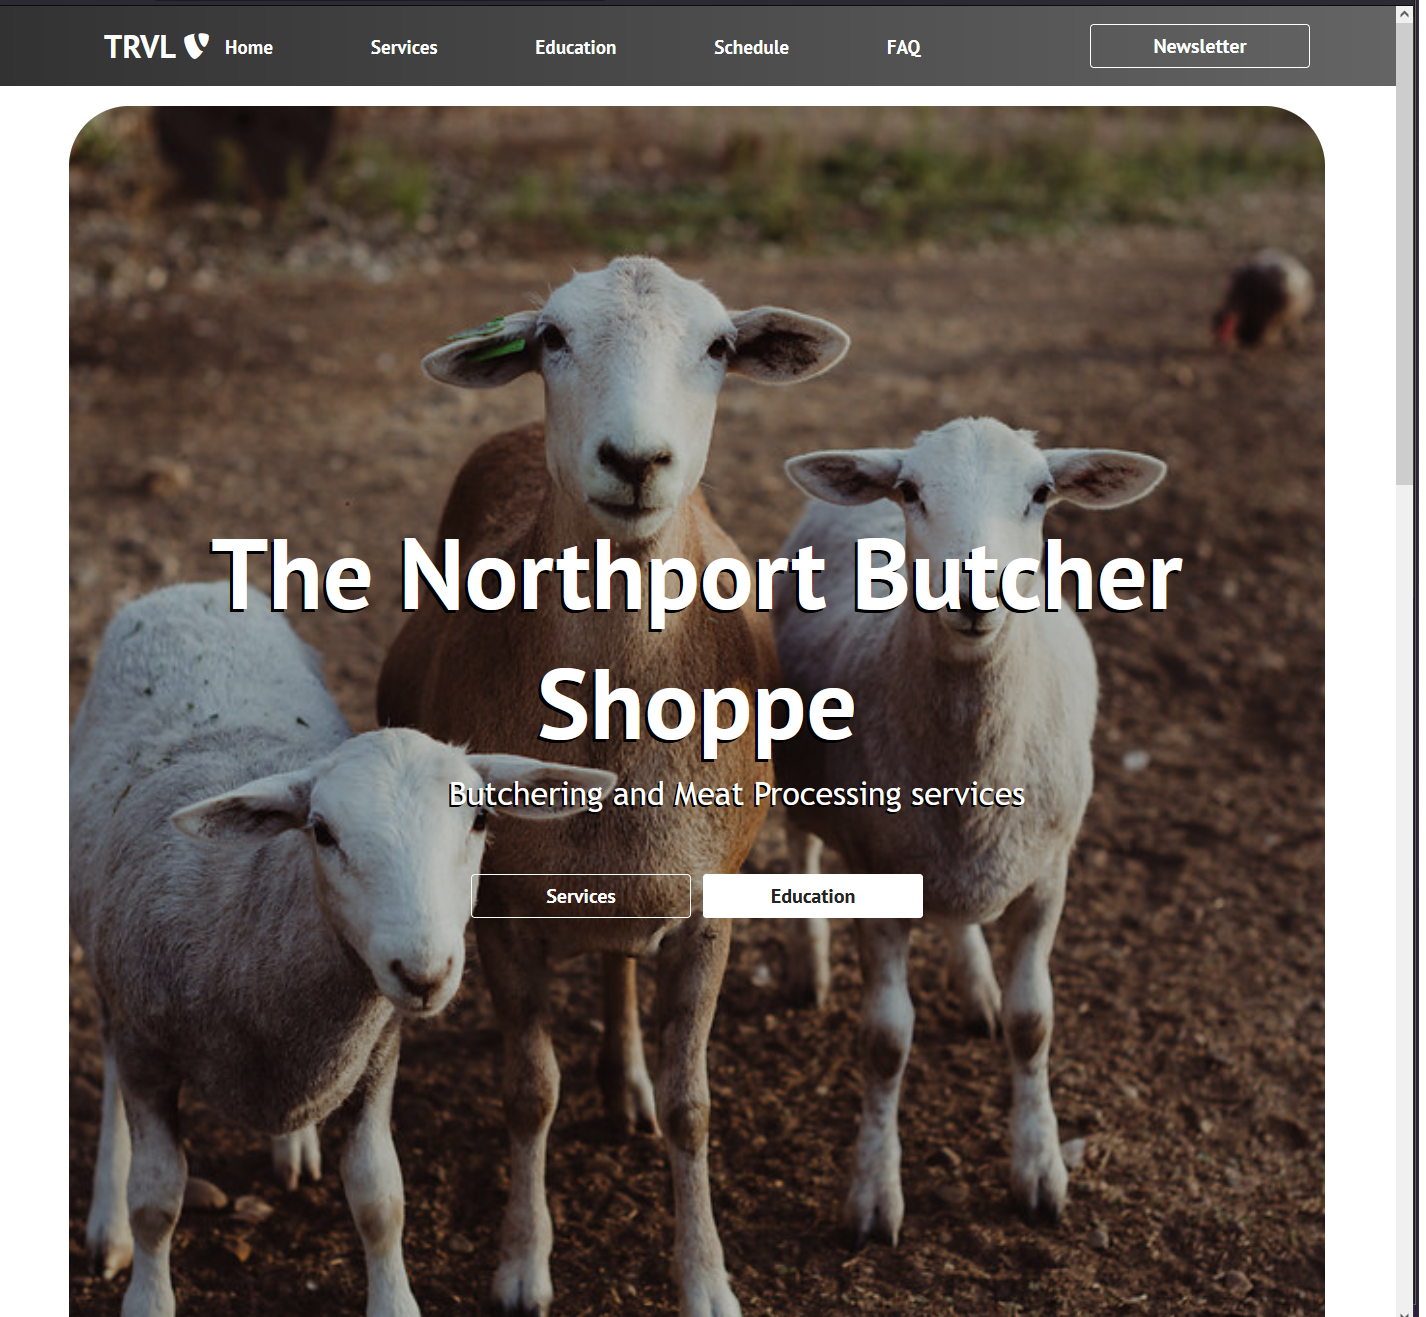 TRVL Home Services Education Schedule FAQ Newsletter
The Northport Butcher
Shoppe
Butchering and Meat Processing services
Services Education